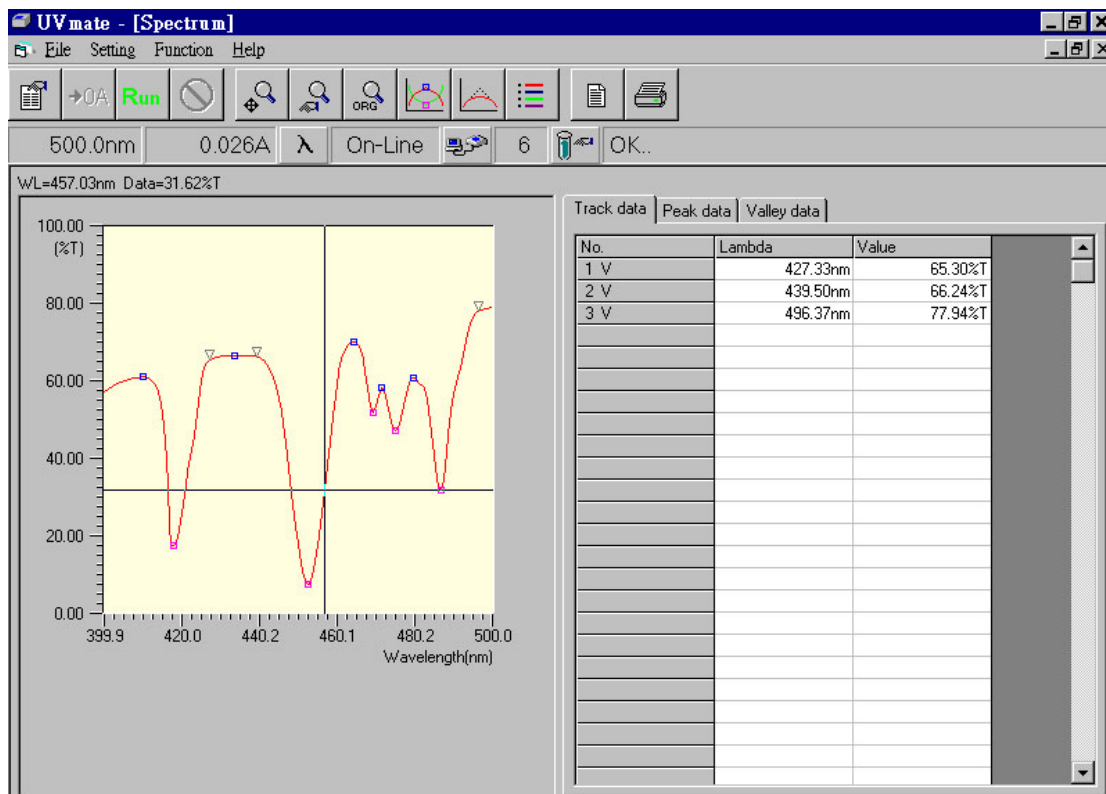 UVmate - [Spectrum]
Eile Setting Function Help
→0A Run ORG
500.0nm 0.026A λ On-Line 6 OK..
WL=457.03nm Data=31.62%T
Track data Peak data Valley data
No. Lambda Value
1 V 427.33nm 65.30%T
2 V 439.50nm 66.24%T
3 V 496.37nm 77.94%T
100.00
(%T)
80.00
60.00
40.00
20.00
0.00
399.9 420.0 440.2 460.1 480.2 500.0
Wavelength(nm)